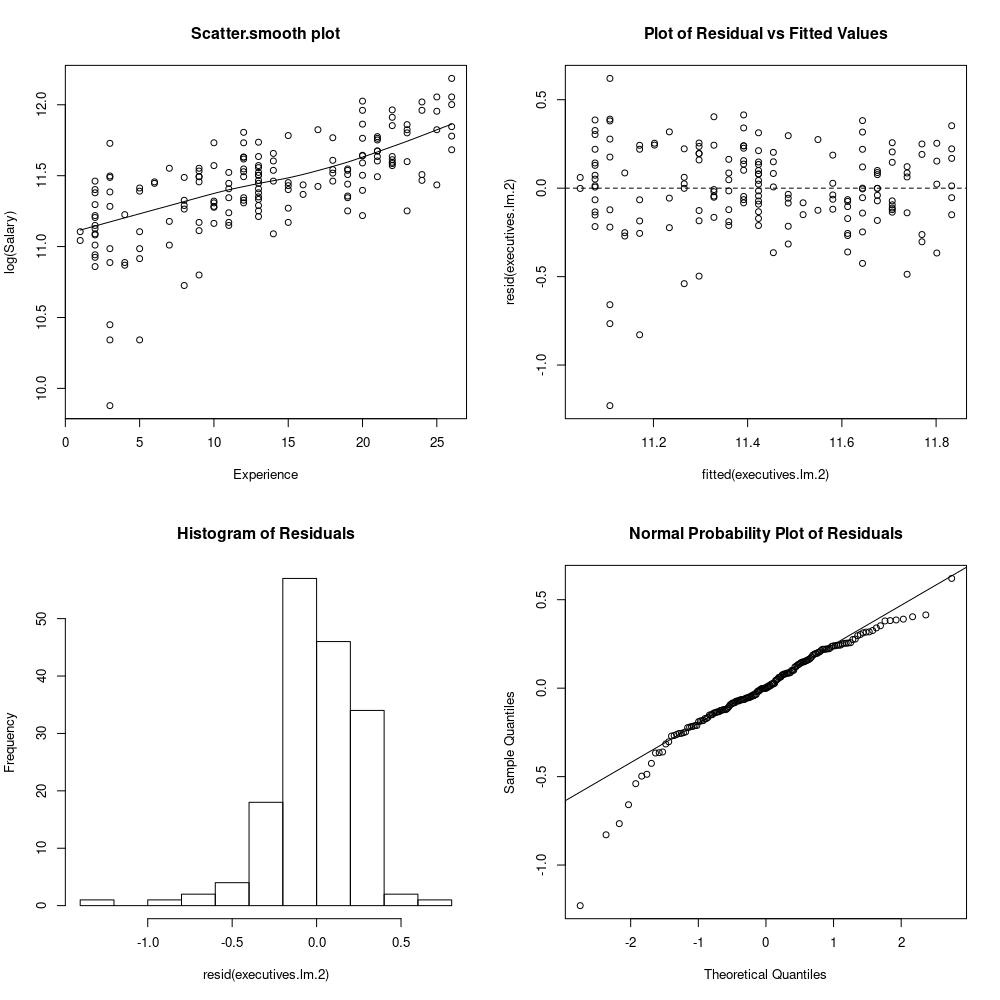 Scatter.smooth plot
log(Salary)
12.0
11.5
11.0
10.5
10.0
0 5 10 15 20 25
Experience
Plot of Residual vs Fitted Values
resid(executives.lm.2)
0.5
0.0
-0.5
-1.0
11.2 11.4 11.6 11.8
fitted(executives.lm.2)
Histogram of Residuals
Frequency
50
40
30
20
10
0
-1.0 -0.5 0.0 0.5
resid(executives.lm.2)
Normal Probability Plot of Residuals
Sample Quantiles
0.5
0.0
-0.5
-1.0
-2 -1 0 1 2
Theoretical Quantiles